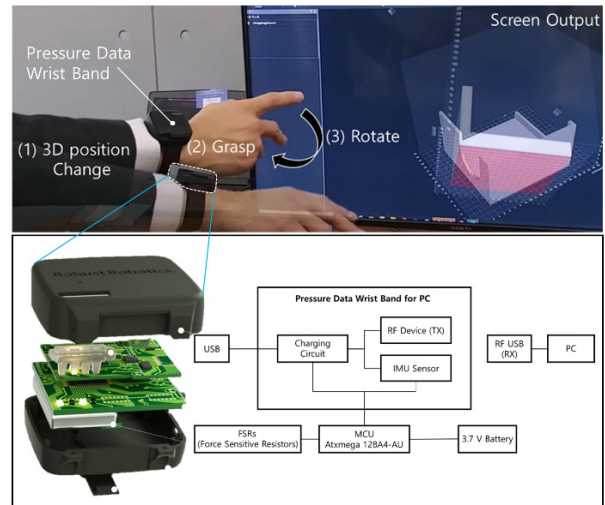 Screen Output
Pressure Data
Wrist Band
(1) 3D position
Change
(2) Grasp
(3) Rotate
Robust Robotics.
Pressure Data Wrist Band for PC
USB
Charging
Circuit
RF Device (TX)
IMU Sensor
RF USB
(RX)
PC
FSRs
(Force Sensitive Resistors)
MCU
Atxmega 128A4-AU
3.7 V Battery